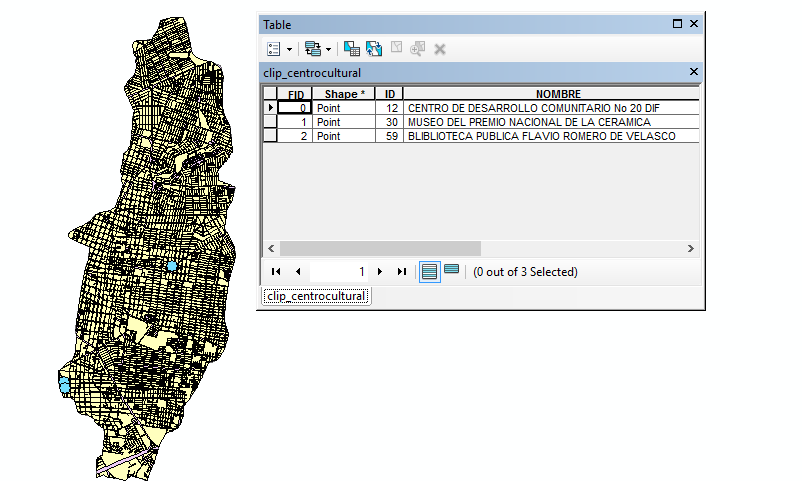 Table
clip_centrocultural
FID Shape * ID NOMBRE
0 Point 12 CENTRO DE DESARROLLO COMUNITARIO No 20 DIF
1 Point 30 MUSEO DEL PREMIO NACIONAL DE LA CERAMICA
2 Point 59 BLIBLIOTECA PUBLICA FLAVIO ROMERO DE VELASCO
1 (0 out of 3 Selected)
clip_centrocultural